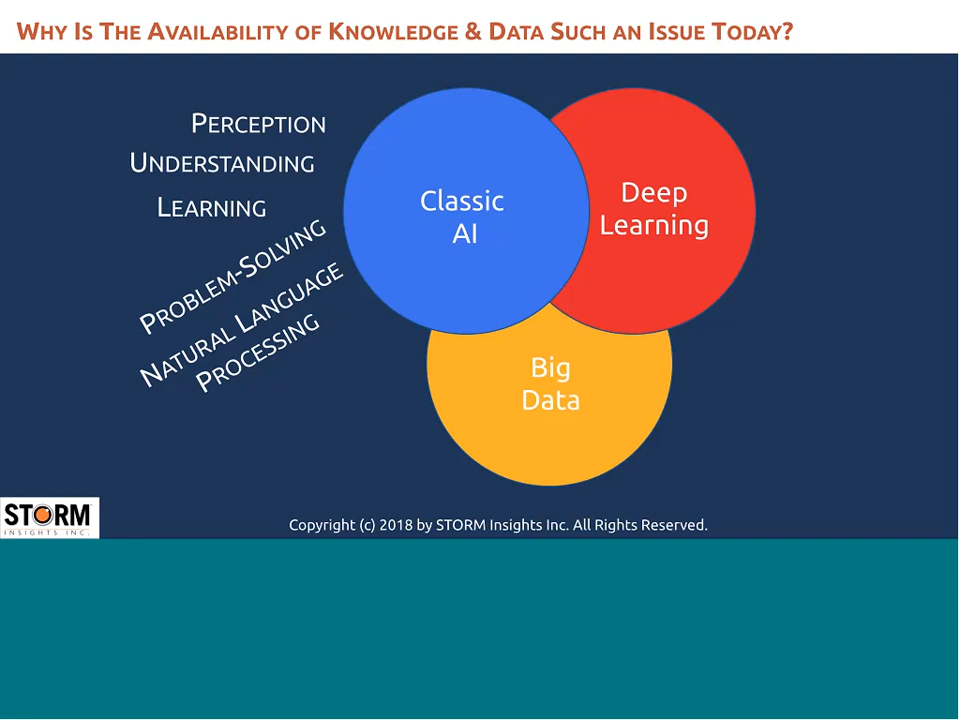 WHY IS THE AVAILABILITY OF KNOWLEDGE & DATA SUCH AN ISSUE TODAY?
PERCEPTION
UNDERSTANDING
LEARNING
PROBLEM-SOLVING
NATURAL LANGUAGE
PROCESSING
Classic
AI
Deep
Learning
Big
Data
STORM
INSIGHTS INC.
Copyright (c) 2018 by STORM Insights Inc. All Rights Reserved.